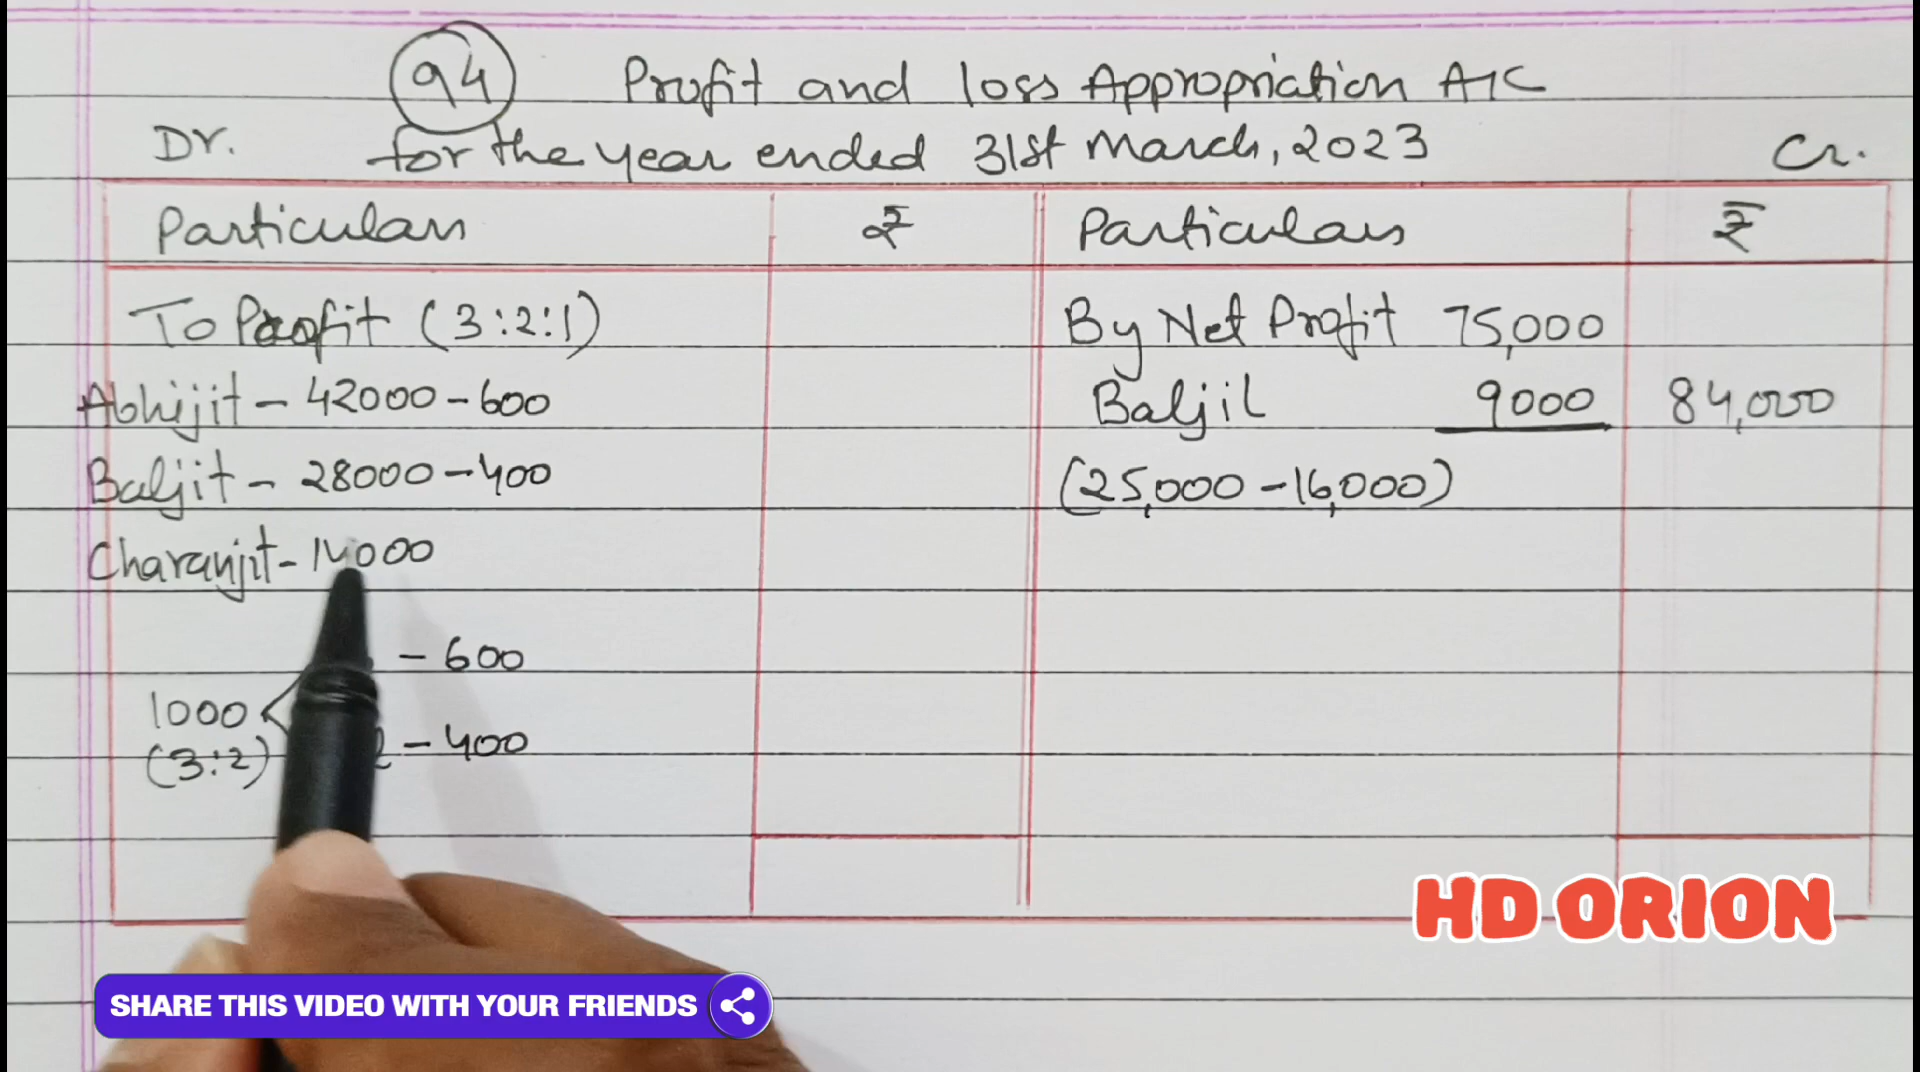 94 Profit and loss Appropriation A/C
Dr. for the year ended 31st March, 2023 Cr.
Particulars ₹ Particulars ₹
To Profit (3:2:1) By Net Profit 75,000
Abhijit - 42000 - 600 Baljit 9000 84,000
Baljit - 28000 - 400 (25,000 - 16,000)
Charanjit - 14000
- 600
1000
(3:2) - 400
HD ORION
SHARE THIS VIDEO WITH YOUR FRIENDS